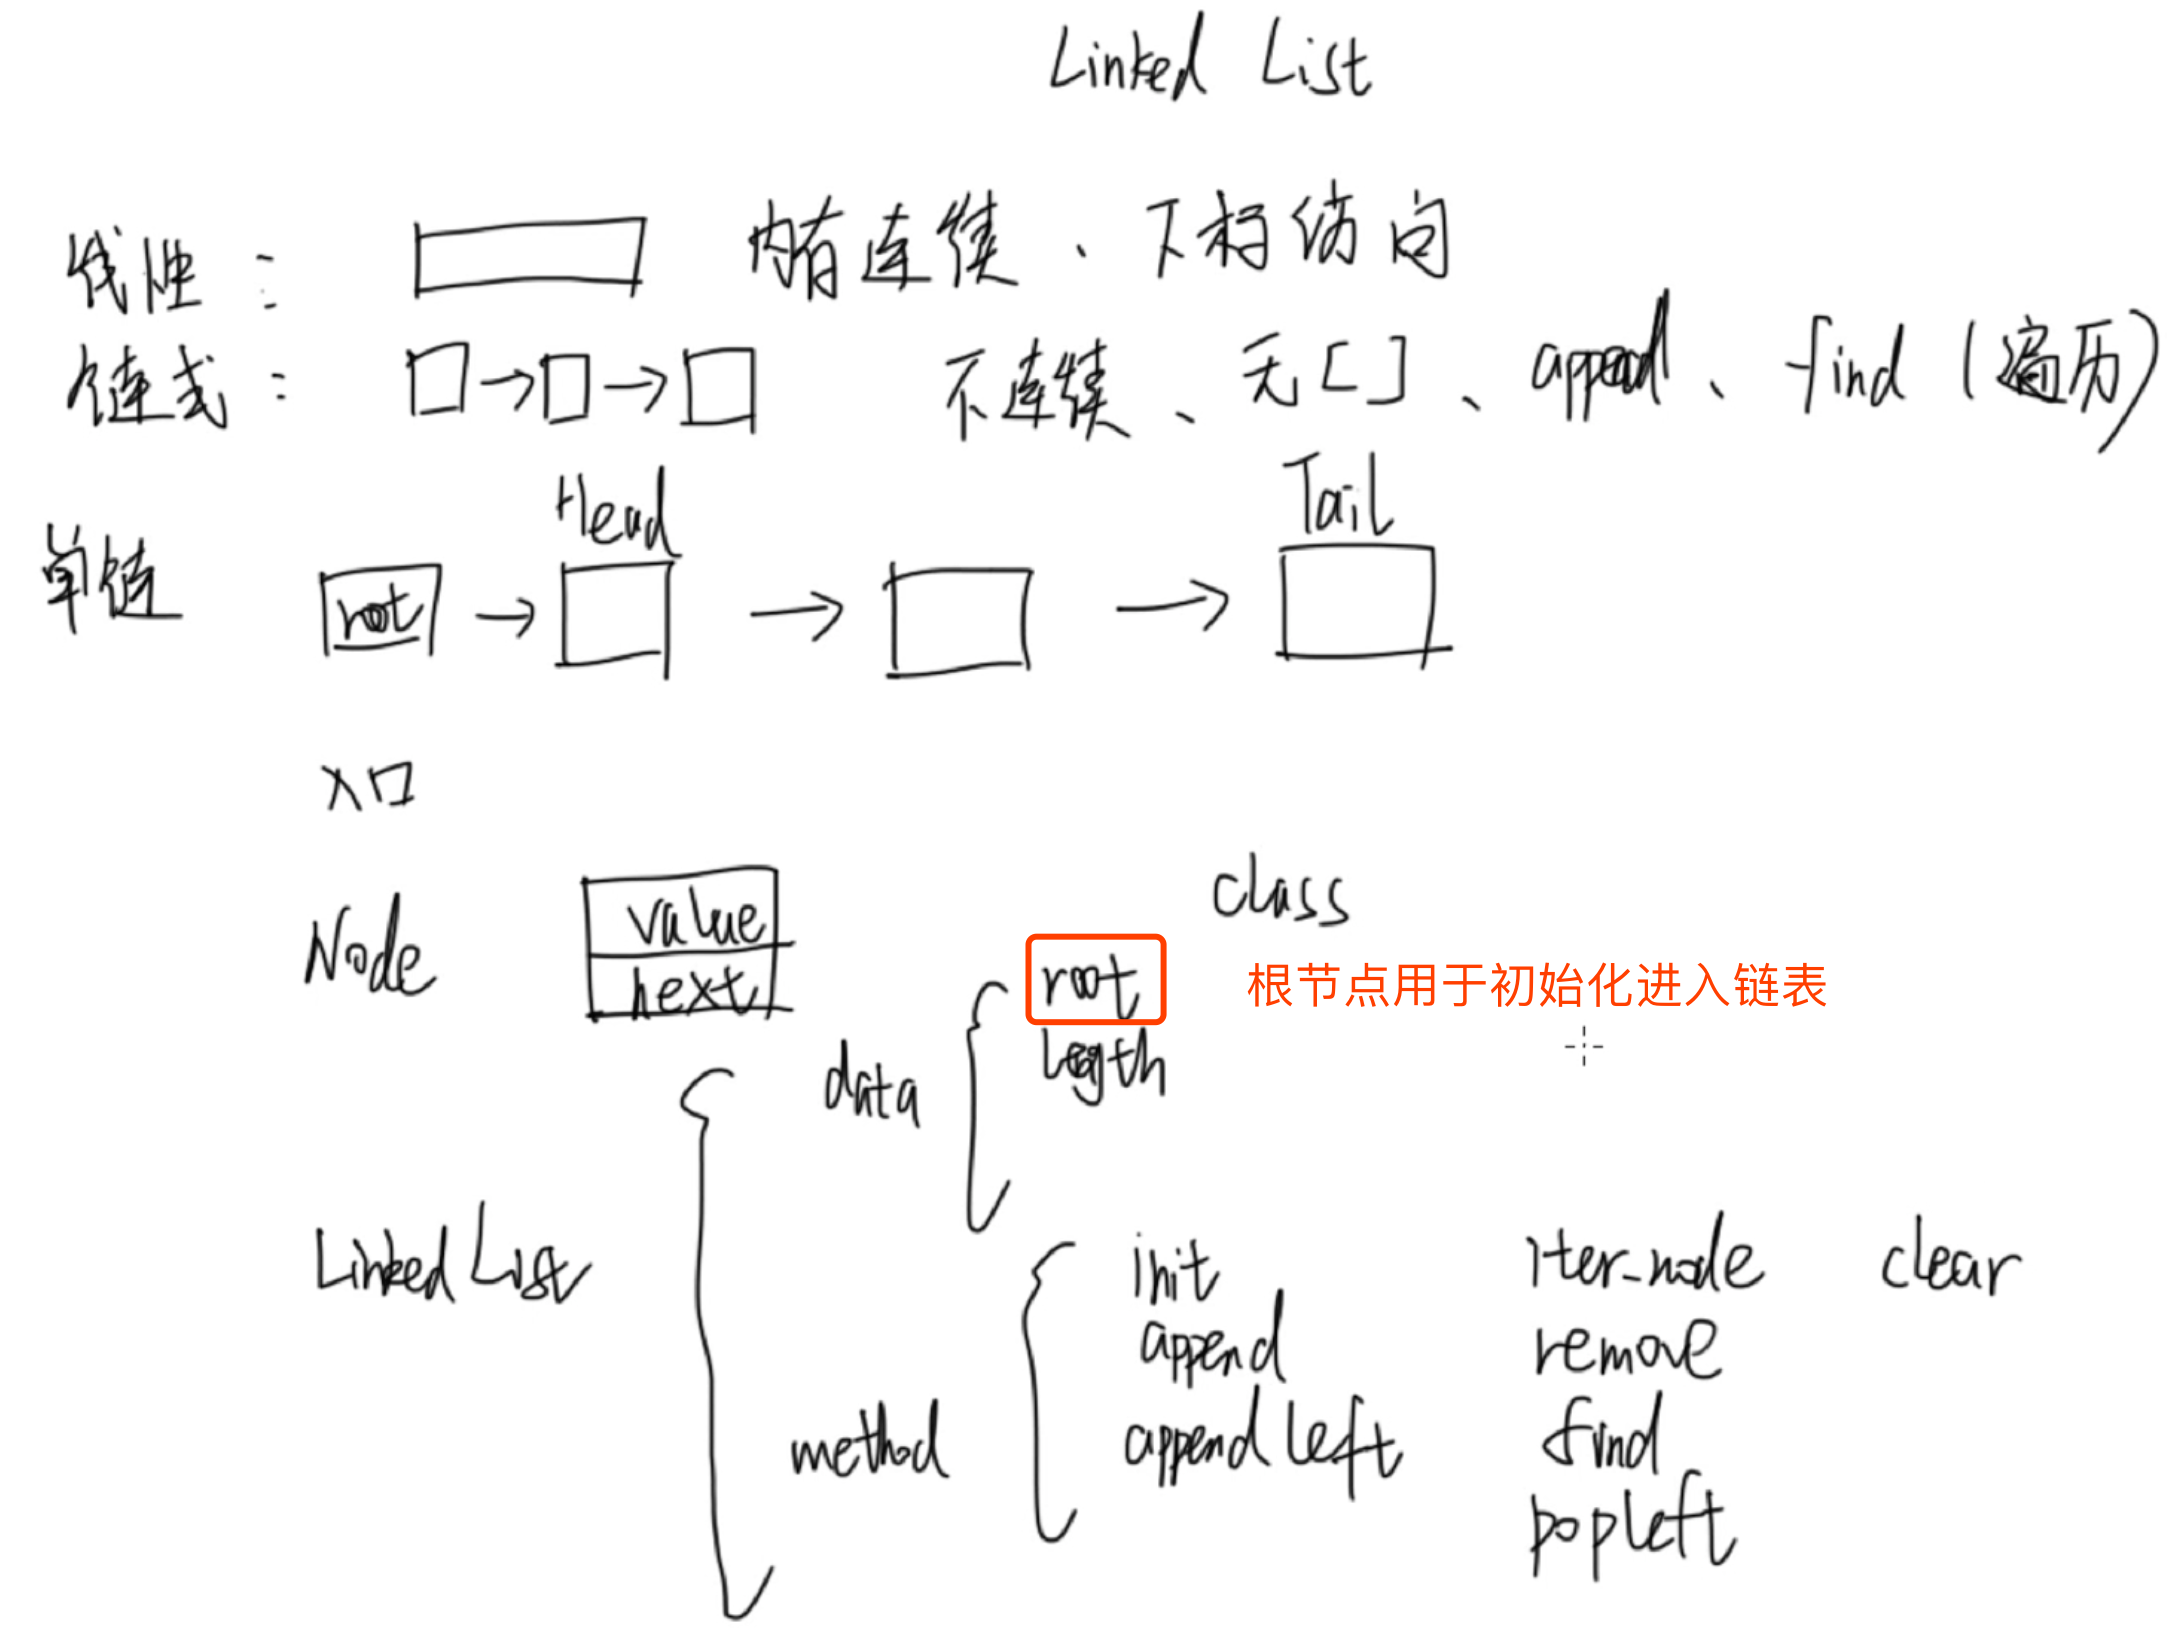 Linked List
线性： 内存连续、下标访问
链式： 不连续、无[]、append、find（遍历）
单链 root Head Tail
入口
Node value next
class
root 根节点用于初始化进入链表
length
data
LinkedList
method
init iter_node clear
append remove
appendleft find
popleft